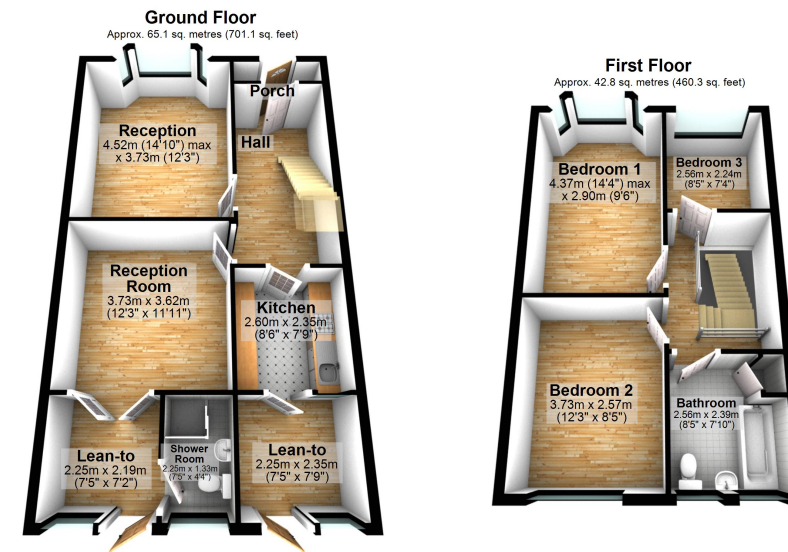 Ground Floor
Approx. 65.1 sq. metres (701.1 sq. feet)
Porch
Reception
4.52m (14'10") max
x 3.73m (12'3")
Hall
Reception
Room
3.73m x 3.62m
(12'3" x 11'11")
Kitchen
2.60m x 2.35m
(8'6" x 7'9")
Lean-to
2.25m x 2.19m
(7'5" x 7'2")
Shower
Room
2.25m x 1.33m
(7'5" x 4'4")
Lean-to
2.25m x 2.35m
(7'5" x 7'9")
First Floor
Approx. 42.8 sq. metres (460.3 sq. feet)
Bedroom 1
4.37m (14'4") max
x 2.90m (9'6")
Bedroom 3
2.56m x 2.24m
(8'5" x 7'4")
Bedroom 2
3.73m x 2.57m
(12'3" x 8'5")
Bathroom
2.56m x 2.39m
(8'5" x 7'10")